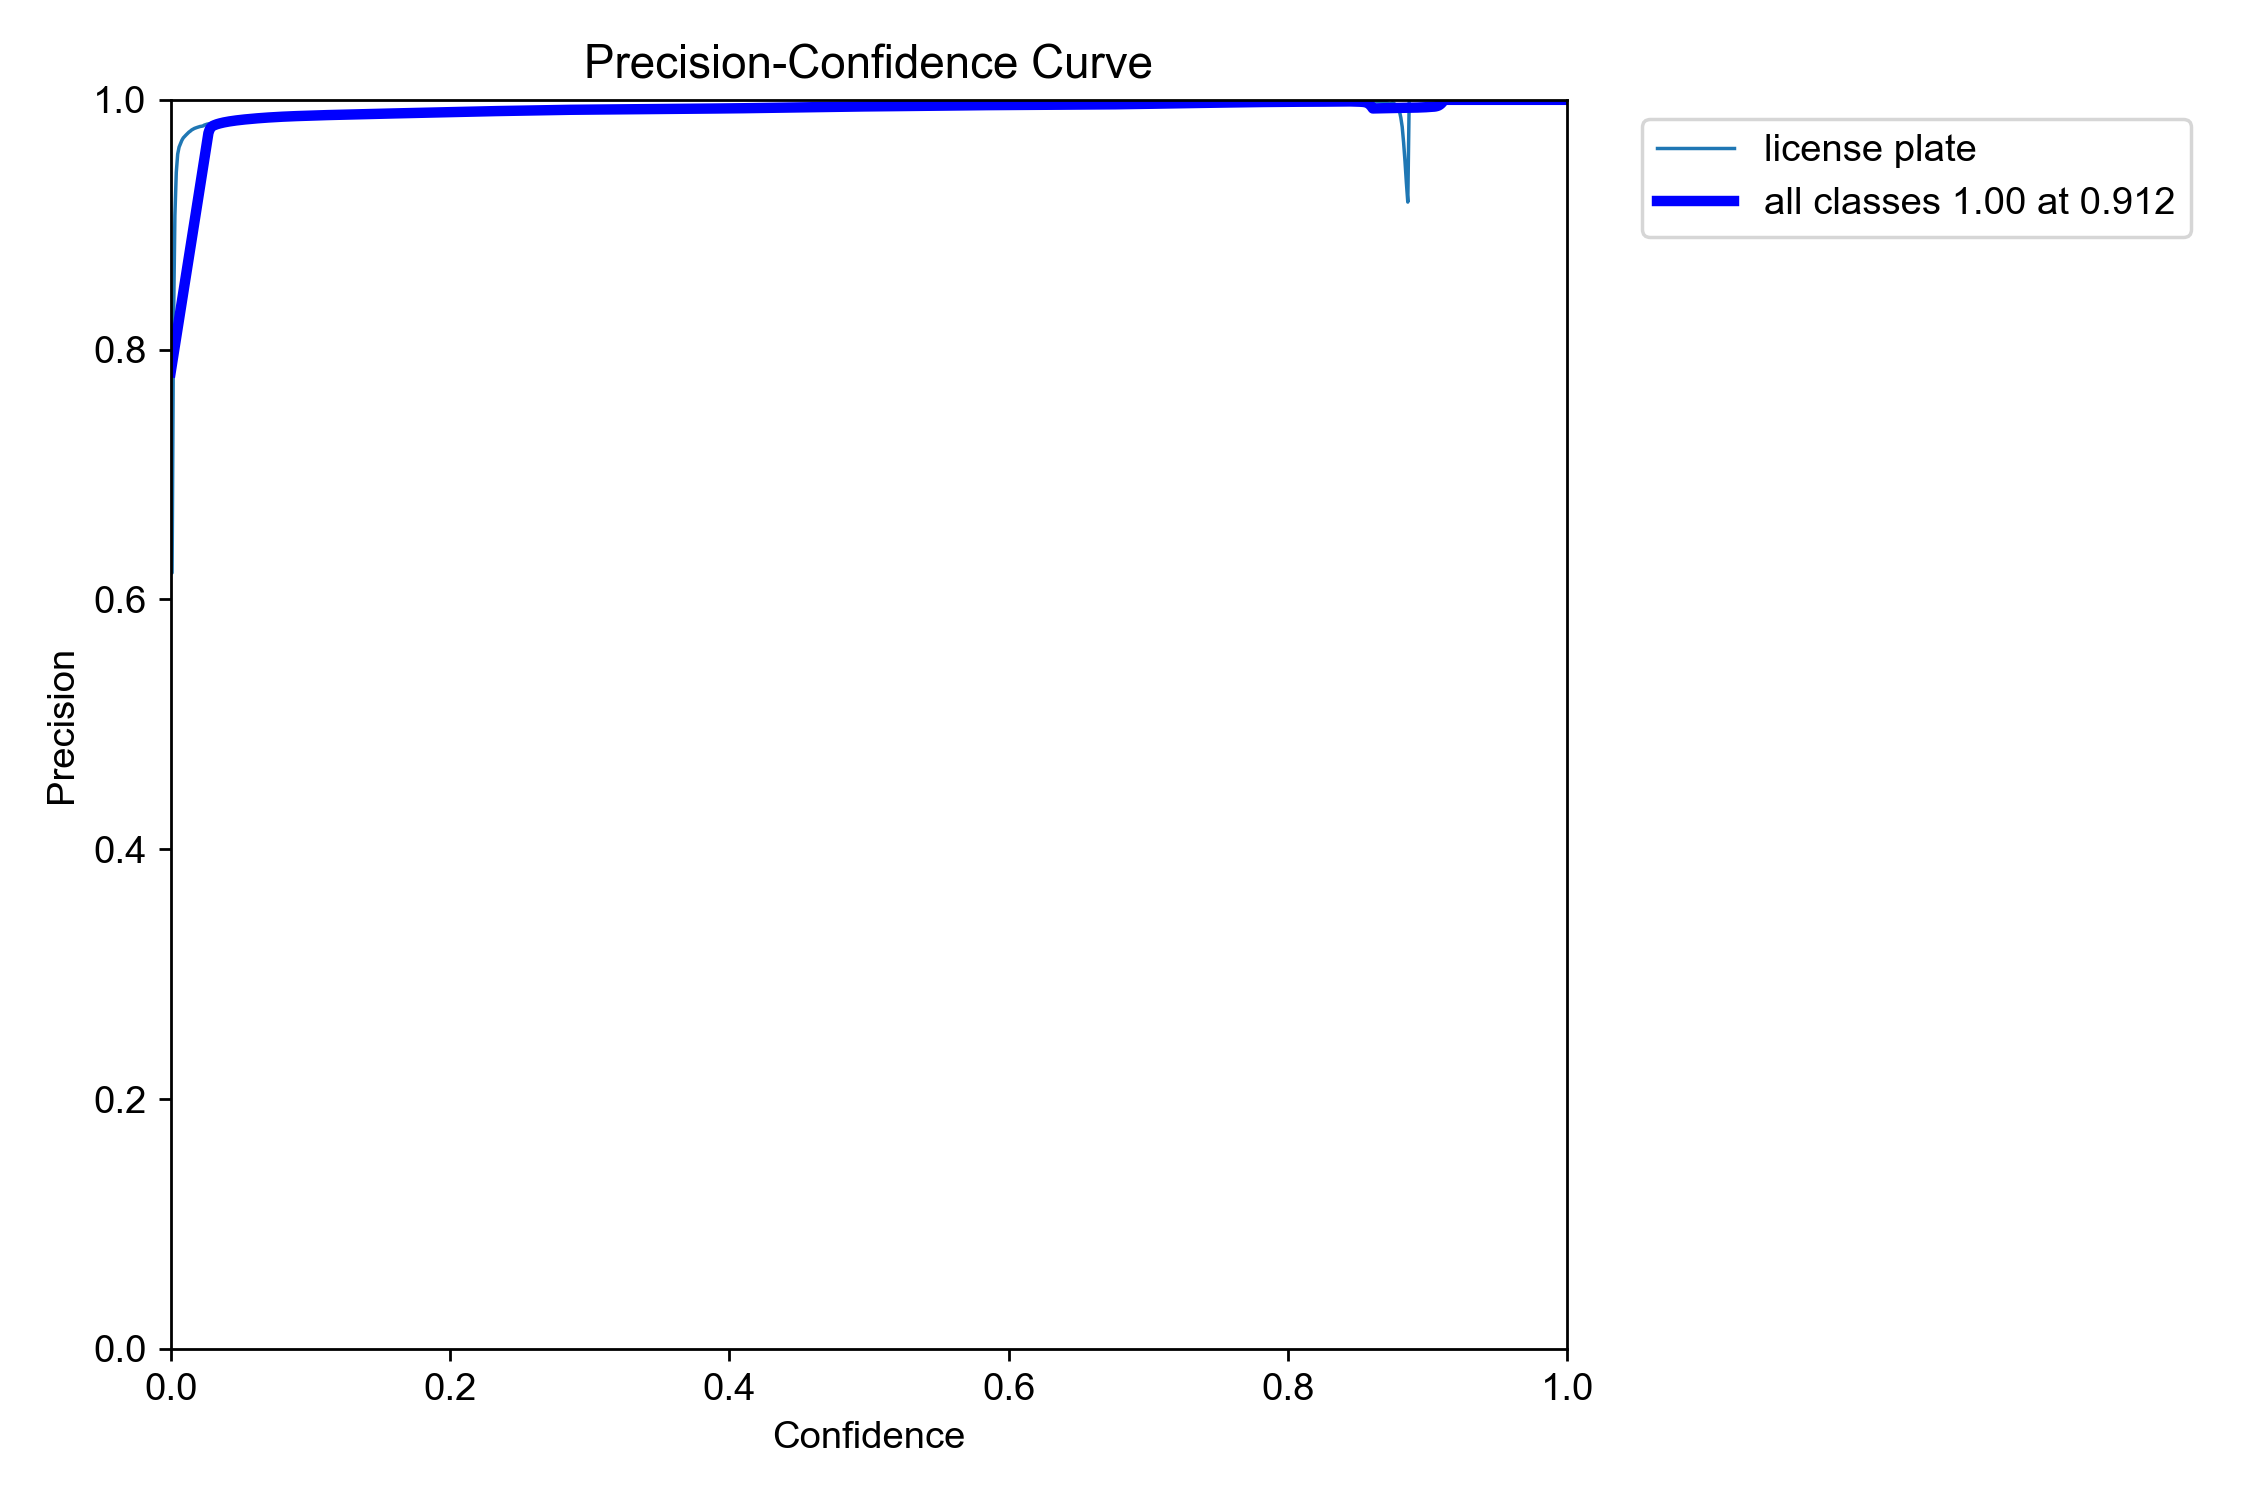 Precision-Confidence Curve
1.0
0.8
0.6
0.4
0.2
0.0
Precision
0.0 0.2 0.4 0.6 0.8 1.0
Confidence
license plate
all classes 1.00 at 0.912